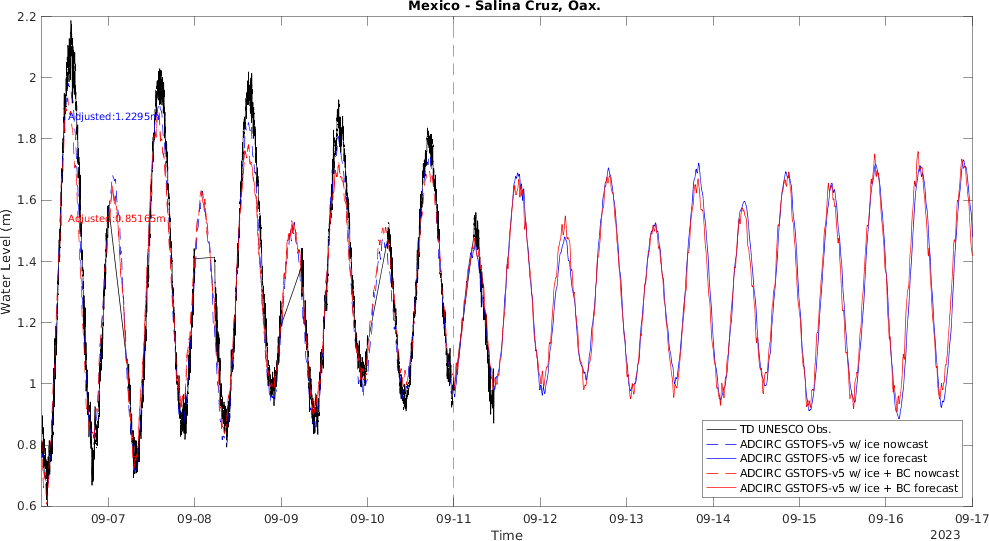 Mexico - Salina Cruz, Oax.
2.2
2
1.8
1.6
1.4
1.2
1
0.8
0.6
Water Level (m)
Adjusted:1.2295m
Adjusted:0.85165m
TD UNESCO Obs.
ADCIRC GSTOFS-v5 w/ ice nowcast
ADCIRC GSTOFS-v5 w/ ice forecast
ADCIRC GSTOFS-v5 w/ ice + BC nowcast
ADCIRC GSTOFS-v5 w/ ice + BC forecast
09-07 09-08 09-09 09-10 09-11 09-12 09-13 09-14 09-15 09-16 09-17
Time
2023